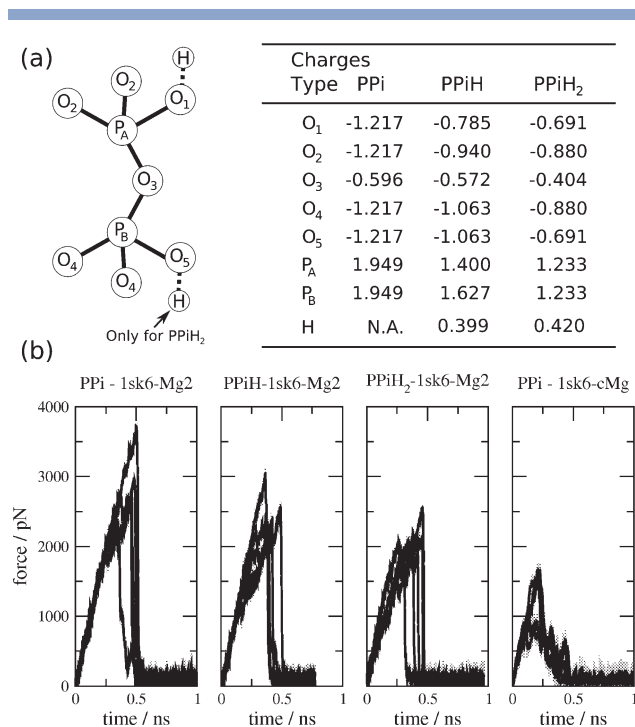 (a)
H
O2
O2
O1
PA
O3
PB
O4
O4
O5
H
Only for PPiH2
Charges
Type PPi PPiH PPiH2
O1 -1.217 -0.785 -0.691
O2 -1.217 -0.940 -0.880
O3 -0.596 -0.572 -0.404
O4 -1.217 -1.063 -0.880
O5 -1.217 -1.063 -0.691
PA 1.949 1.400 1.233
PB 1.949 1.627 1.233
H N.A. 0.399 0.420
(b)
PPi - 1sk6-Mg2 PPiH-1sk6-Mg2 PPiH2-1sk6-Mg2 PPi - 1sk6-cMg
4000
3000
2000
1000
0
force / pN
0 0.5 1 0 0.5 1 0 0.5 1 0 0.5 1
time / ns time / ns time / ns time / ns